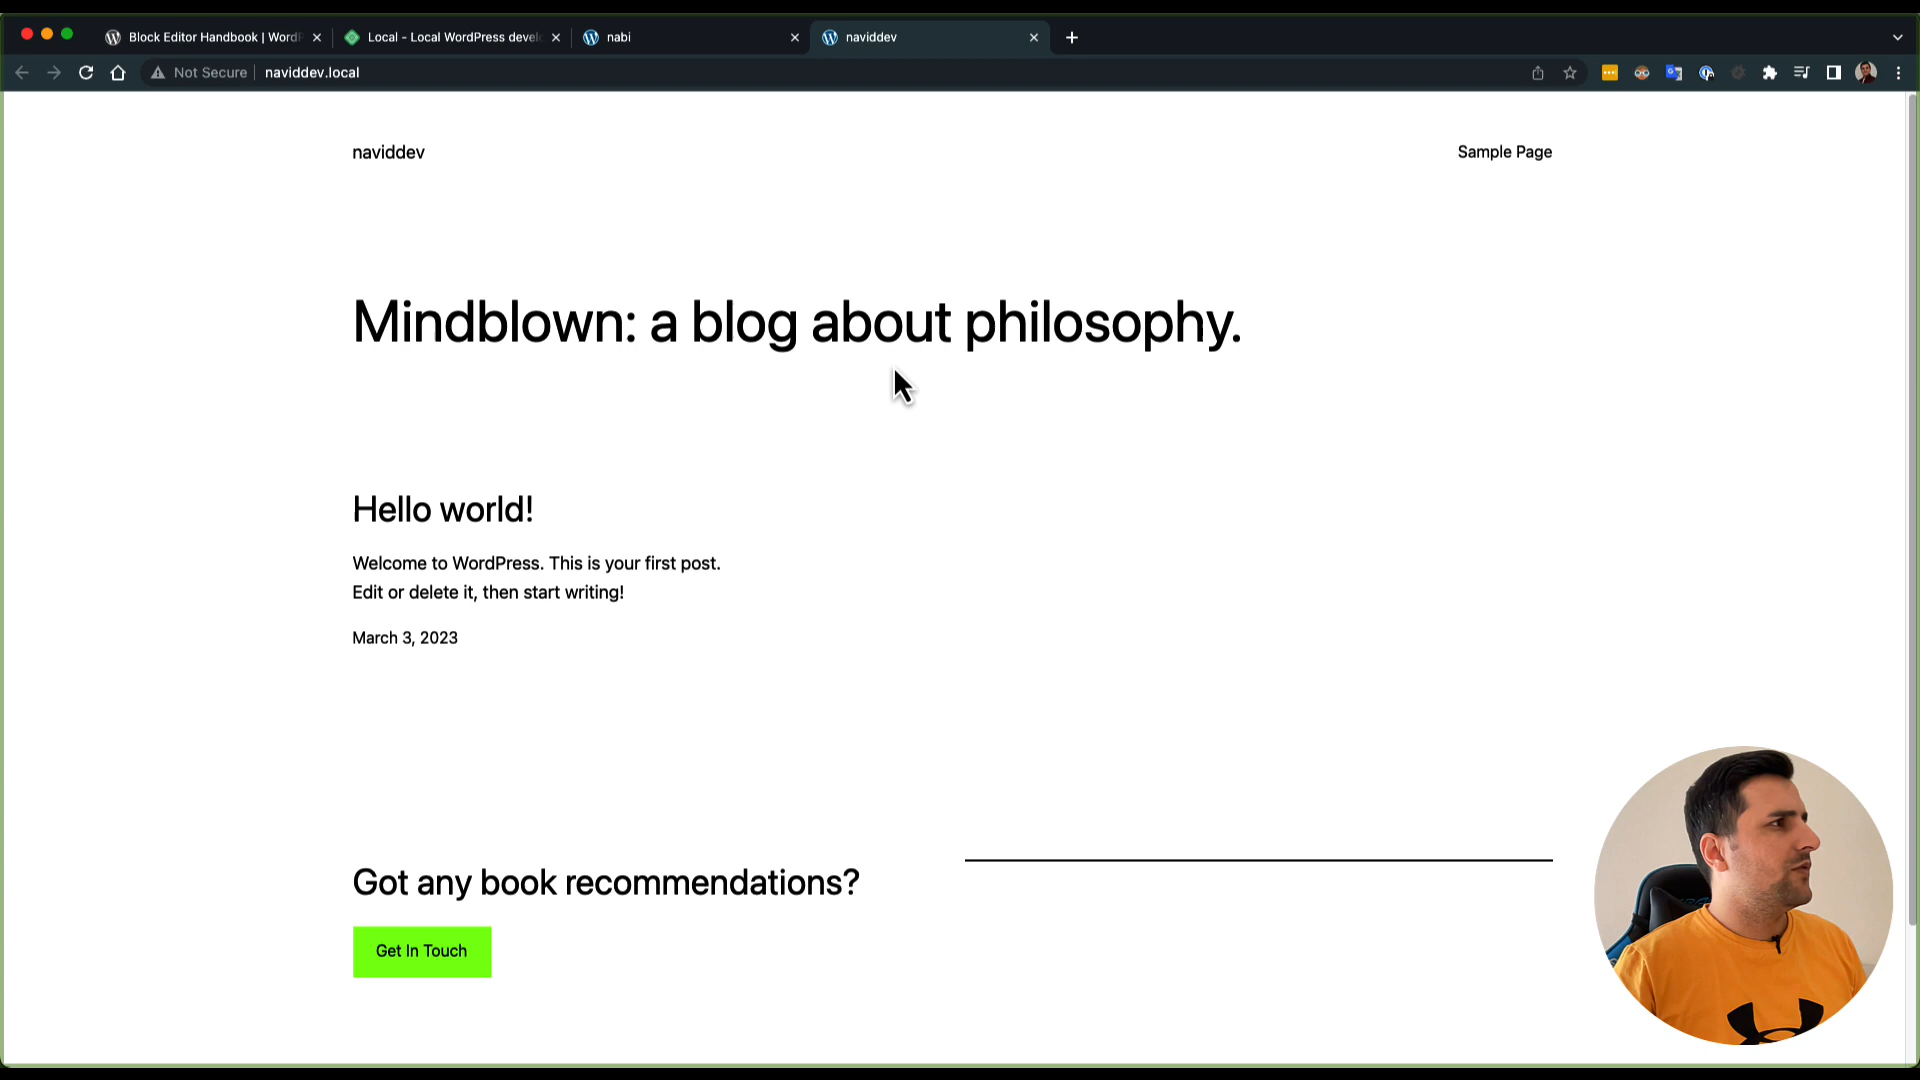 Block Editor Handbook | Word
Local - Local WordPress devel
nabi
naviddev
Not Secure
naviddev.local
naviddev
Sample Page
Mindblown: a blog about philosophy.
Hello world!
Welcome to WordPress. This is your first post.
Edit or delete it, then start writing!
March 3, 2023
Got any book recommendations?
Get In Touch